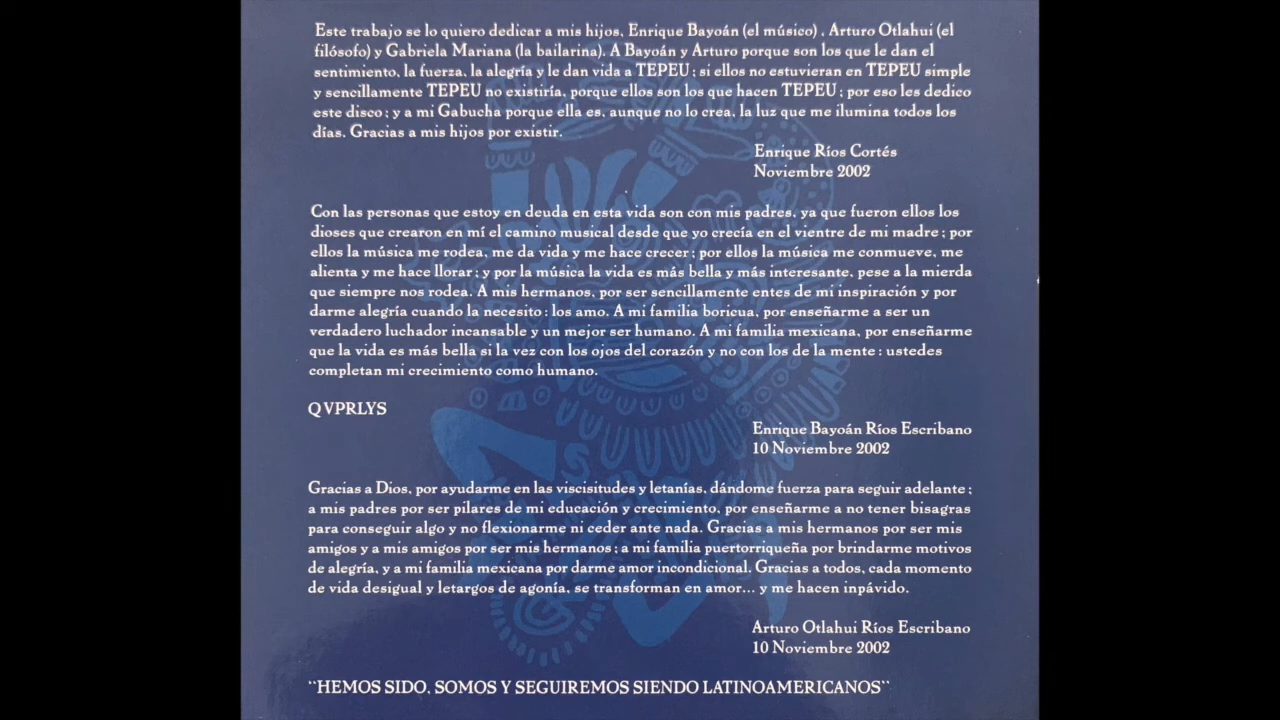 Este trabajo se lo quiero dedicar a mis hijos, Enrique Bayoán (el músico) , Arturo Otlahui (el
filósofo) y Gabriela Mariana (la bailarina). A Bayoán y Arturo porque son los que le dan el
sentimiento, la fuerza, la alegría y le dan vida a TEPEU ; si ellos no estuvieran en TEPEU simple
y sencillamente TEPEU no existiría, porque ellos son los que hacen TEPEU ; por eso les dedico
este disco ; y a mi Gabucha porque ella es, aunque no lo crea, la luz que me ilumina todos los
días. Gracias a mis hijos por existir.
Enrique Ríos Cortés
Noviembre 2002
Con las personas que estoy en deuda en esta vida son con mis padres, ya que fueron ellos los
dioses que crearon en mí el camino musical desde que yo crecía en el vientre de mi madre ; por
ellos la música me rodea, me da vida y me hace crecer ; por ellos la música me conmueve, me
alienta y me hace llorar ; y por la música la vida es más bella y más interesante, pese a la mierda
que siempre nos rodea. A mis hermanos, por ser sencillamente entes de mi inspiración y por
darme alegría cuando la necesito : los amo. A mi familia boricua, por enseñarme a ser un
verdadero luchador incansable y un mejor ser humano. A mi familia mexicana, por enseñarme
que la vida es más bella si la vez con los ojos del corazón y no con los de la mente : ustedes
completan mi crecimiento como humano.
QVPRLYS
Enrique Bayoán Ríos Escribano
10 Noviembre 2002
Gracias a Dios, por ayudarme en las viscisitudes y letanías, dándome fuerza para seguir adelante ;
a mis padres por ser pilares de mi educación y crecimiento, por enseñarme a no tener bisagras
para conseguir algo y no flexionarme ni ceder ante nada. Gracias a mis hermanos por ser mis
amigos y a mis amigos por ser mis hermanos ; a mi familia puertorriqueña por brindarme motivos
de alegría, y a mi familia mexicana por darme amor incondicional. Gracias a todos, cada momento
de vida desigual y letargos de agonía, se transforman en amor... y me hacen inpávido.
Arturo Otlahui Ríos Escribano
10 Noviembre 2002
"HEMOS SIDO, SOMOS Y SEGUIREMOS SIENDO LATINOAMERICANOS"